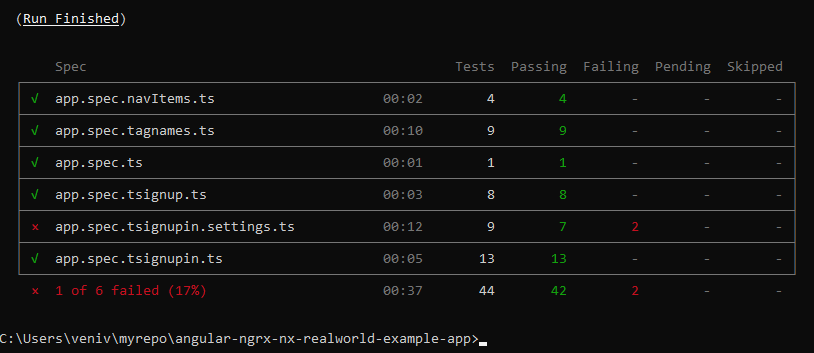 (Run Finished)
Spec Tests Passing Failing Pending Skipped
√ app.spec.navItems.ts 00:02 4 4 - - -
√ app.spec.tagnames.ts 00:10 9 9 - - -
√ app.spec.ts 00:01 1 1 - - -
√ app.spec.tsignup.ts 00:03 8 8 - - -
× app.spec.tsignupin.settings.ts 00:12 9 7 2 - -
√ app.spec.tsignupin.ts 00:05 13 13 - - -
× 1 of 6 failed (17%) 00:37 44 42 2 - -
C:\Users\veniv\myrepo\angular-ngrx-nx-realworld-example-app>